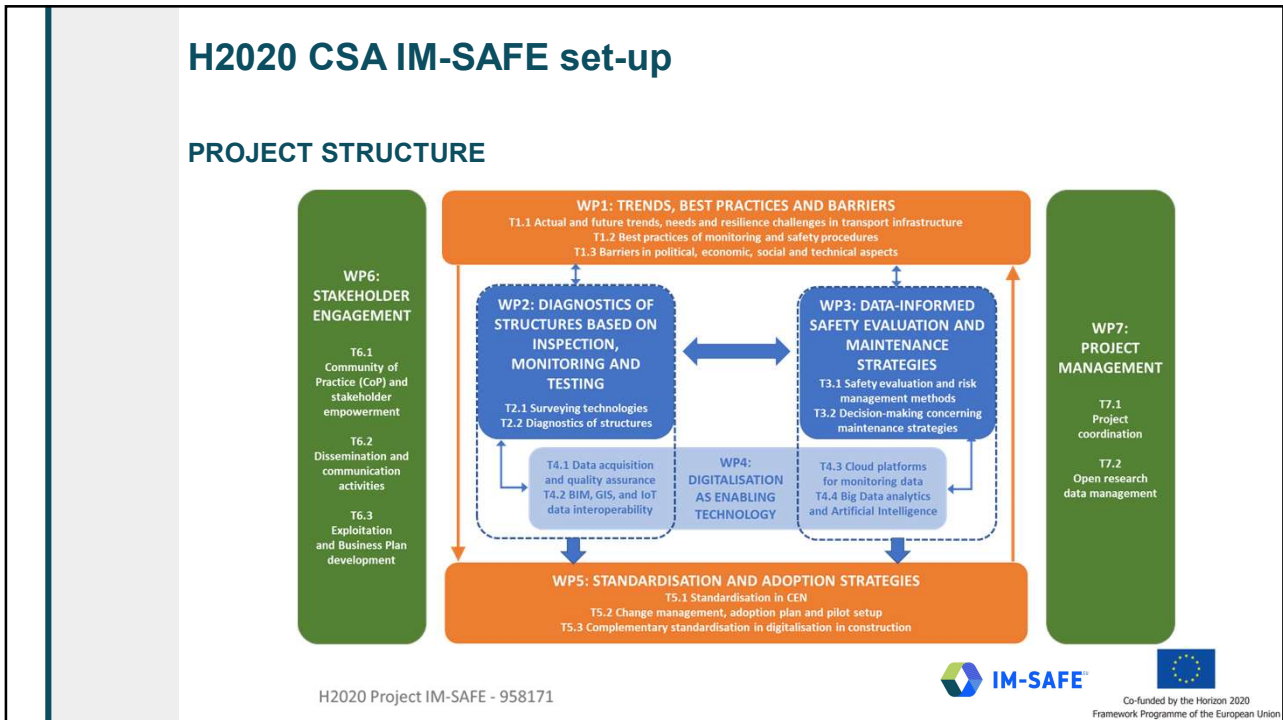 H2020 CSA IM-SAFE set-up
PROJECT STRUCTURE
WP6:
STAKEHOLDER
ENGAGEMENT
T6.1
Community of
Practice (CoP) and
stakeholder
empowerment
T6.2
Dissemination and
communication
activities
T6.3
Exploitation
and Business Plan
development
WP1: TRENDS, BEST PRACTICES AND BARRIERS
T1.1 Actual and future trends, needs and resilience challenges in transport infrastructure
T1.2 Best practices of monitoring and safety procedures
T1.3 Barriers in political, economic, social and technical aspects
WP2: DIAGNOSTICS OF
STRUCTURES BASED ON
INSPECTION,
MONITORING AND
TESTING
T2.1 Surveying technologies
T2.2 Diagnostics of structures
WP3: DATA-INFORMED
SAFETY EVALUATION AND
MAINTENANCE
STRATEGIES
T3.1 Safety evaluation and risk
management methods
T3.2 Decision-making concerning
maintenance strategies
T4.1 Data acquisition
and quality assurance
T4.2 BIM, GIS, and IoT
data interoperability
WP4:
DIGITALISATION
AS ENABLING
TECHNOLOGY
T4.3 Cloud platforms
for monitoring data
T4.4 Big Data analytics
and Artificial Intelligence
WP5: STANDARDISATION AND ADOPTION STRATEGIES
T5.1 Standardisation in CEN
T5.2 Change management, adoption plan and pilot setup
T5.3 Complementary standardisation in digitalisation in construction
WP7:
PROJECT
MANAGEMENT
T7.1
Project
coordination
T7.2
Open research
data management
H2020 Project IM-SAFE - 958171
IM-SAFE
Co-funded by the Horizon 2020
Framework Programme of the European Union